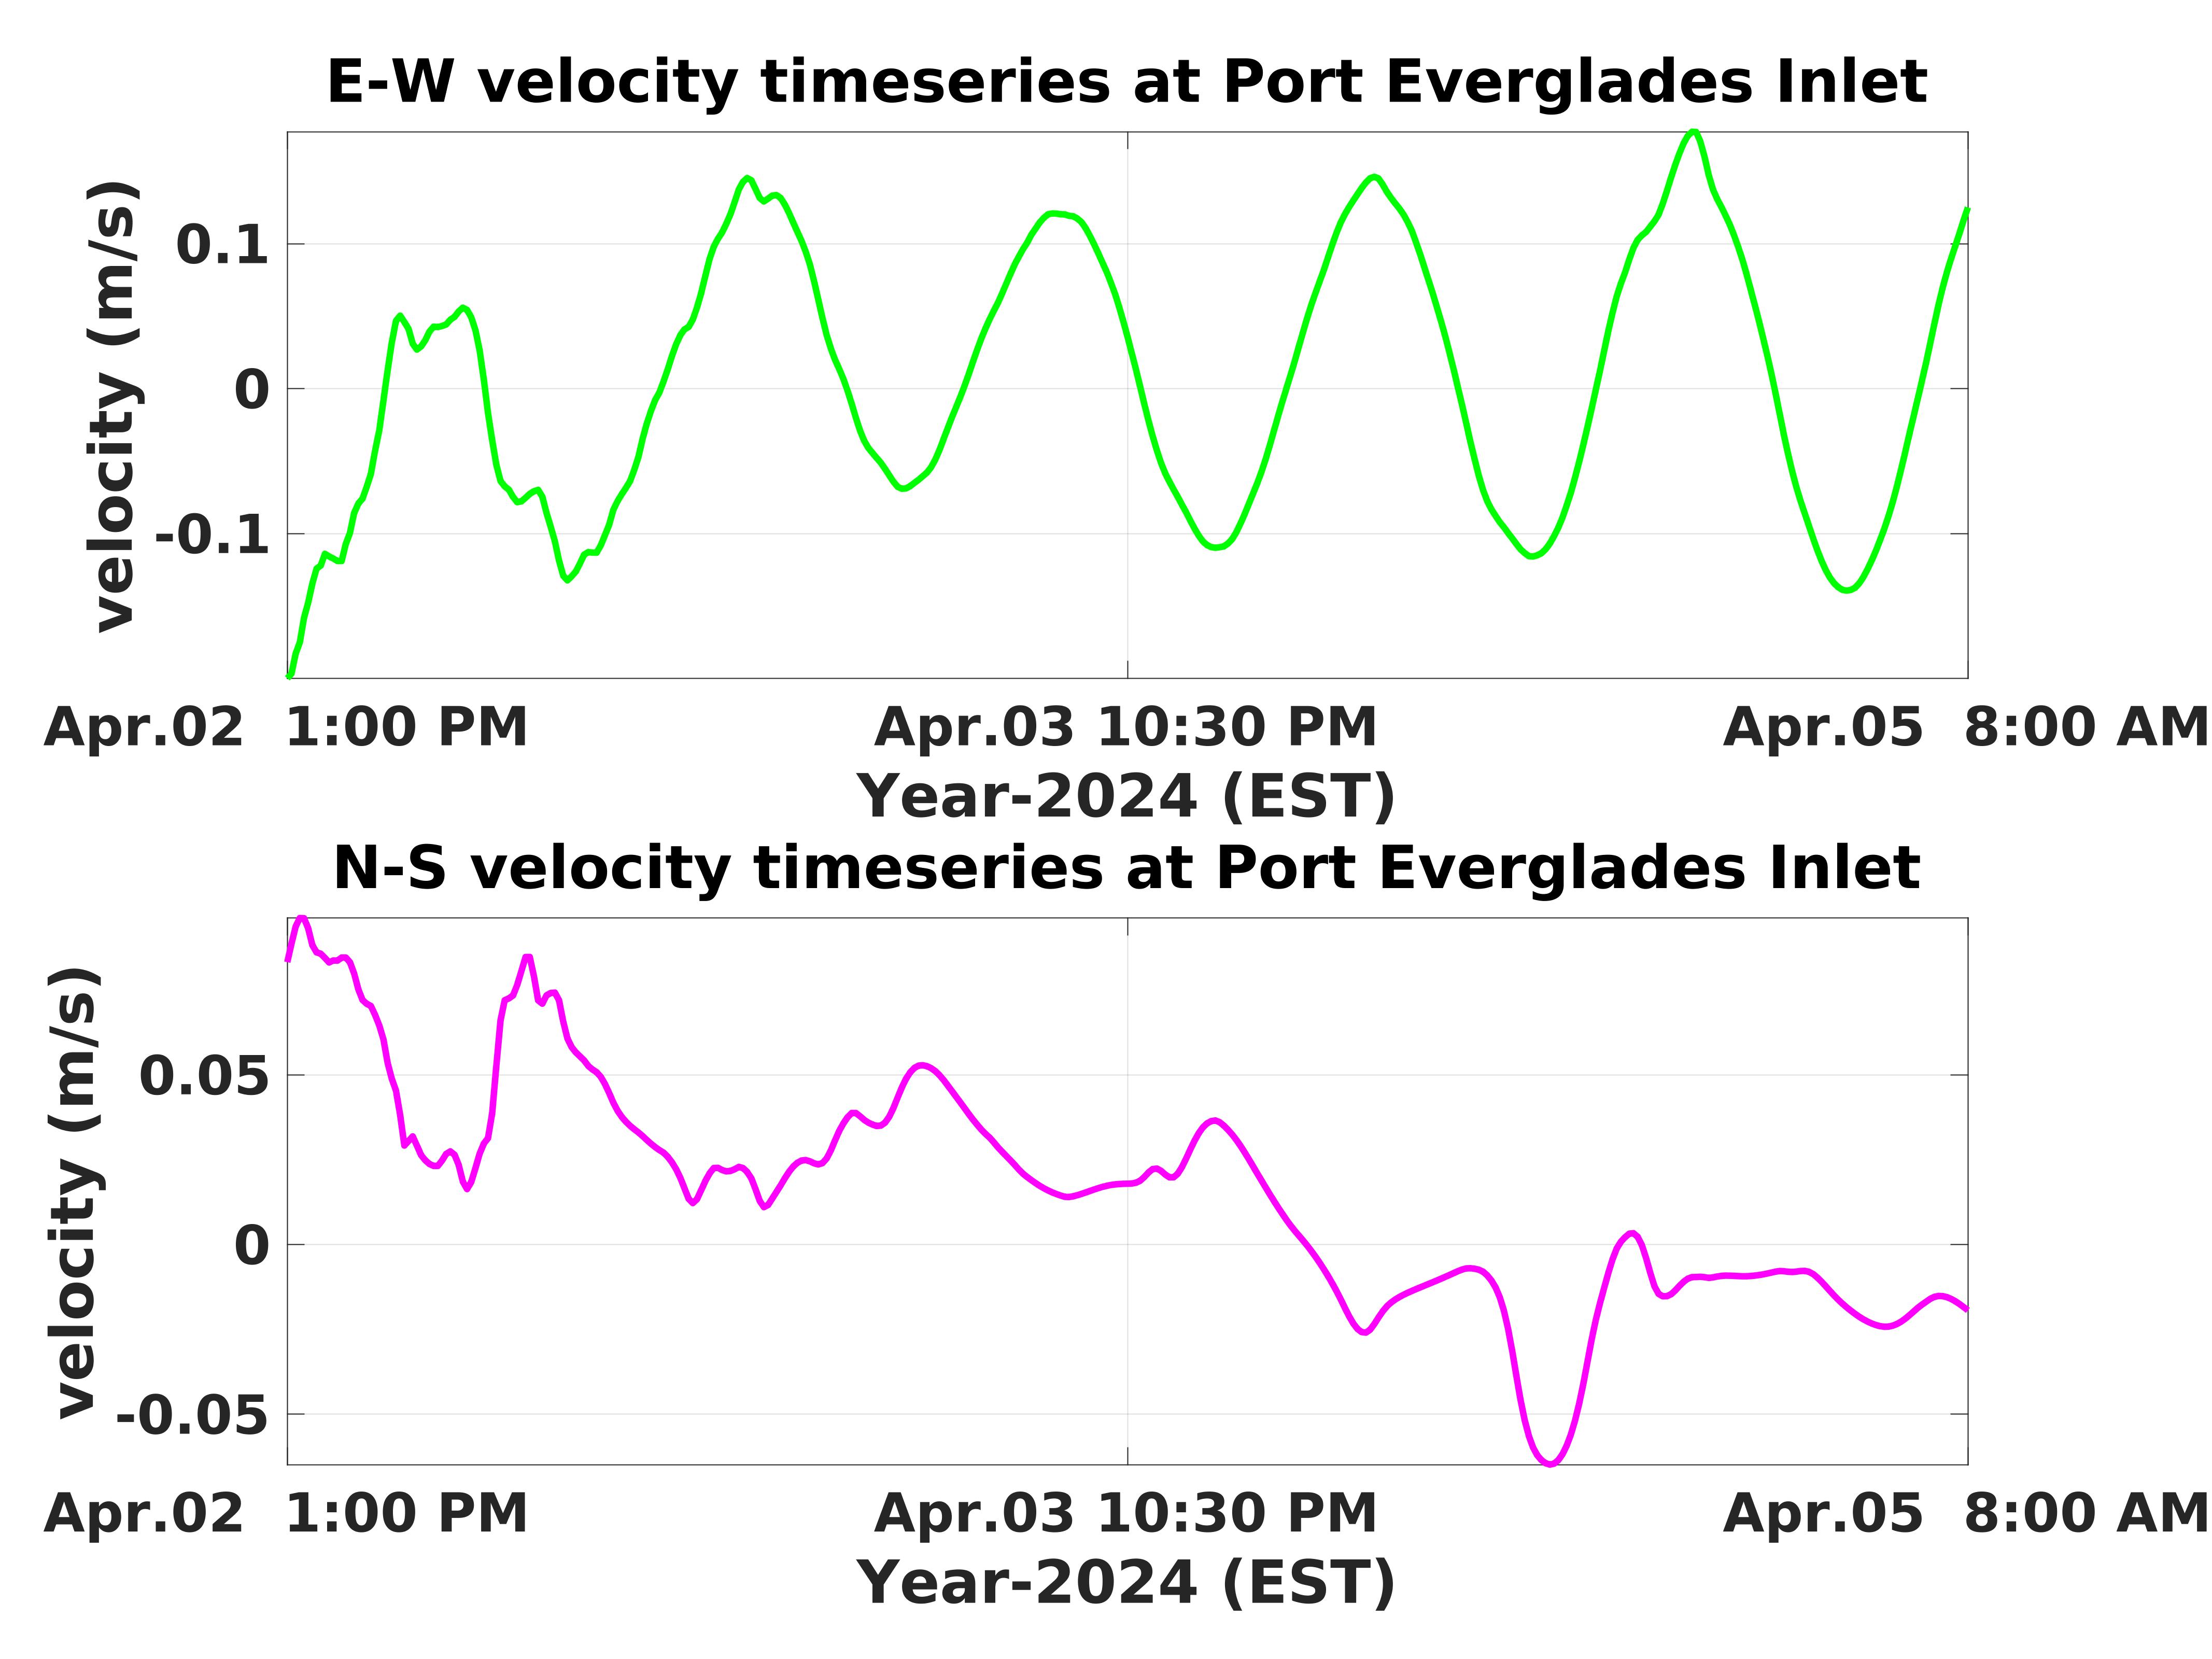 E-W velocity timeseries at Port Everglades Inlet
velocity (m/s)
0.1
0
-0.1
Apr.02 1:00 PM Apr.03 10:30 PM Apr.05 8:00 AM
Year-2024 (EST)
N-S velocity timeseries at Port Everglades Inlet
velocity (m/s)
0.05
0
-0.05
Apr.02 1:00 PM Apr.03 10:30 PM Apr.05 8:00 AM
Year-2024 (EST)